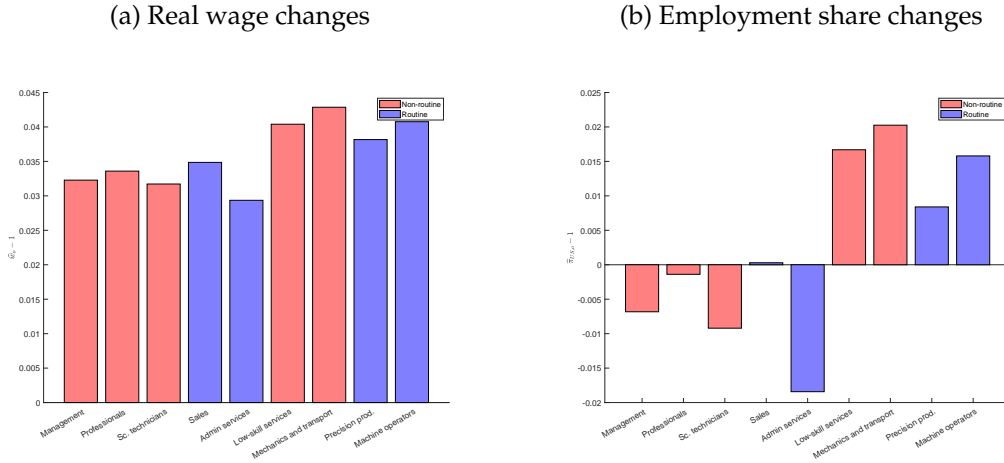 (a) Real wage changes
0.045
0.04
0.035
0.03
0.025
0.02
0.015
0.01
0.005
0
Non-routine
Routine
Management
Professionals
Sc. technicians
Sales
Admin services
Low-skill services
Mechanics and transport
Precision prod.
Machine operators
(b) Employment share changes
0.025
0.02
0.015
0.01
0.005
0
-0.005
-0.01
-0.015
-0.02
Non-routine
Routine
Management
Professionals
Sc. technicians
Sales
Admin services
Low-skill services
Mechanics and transport
Precision prod.
Machine operators